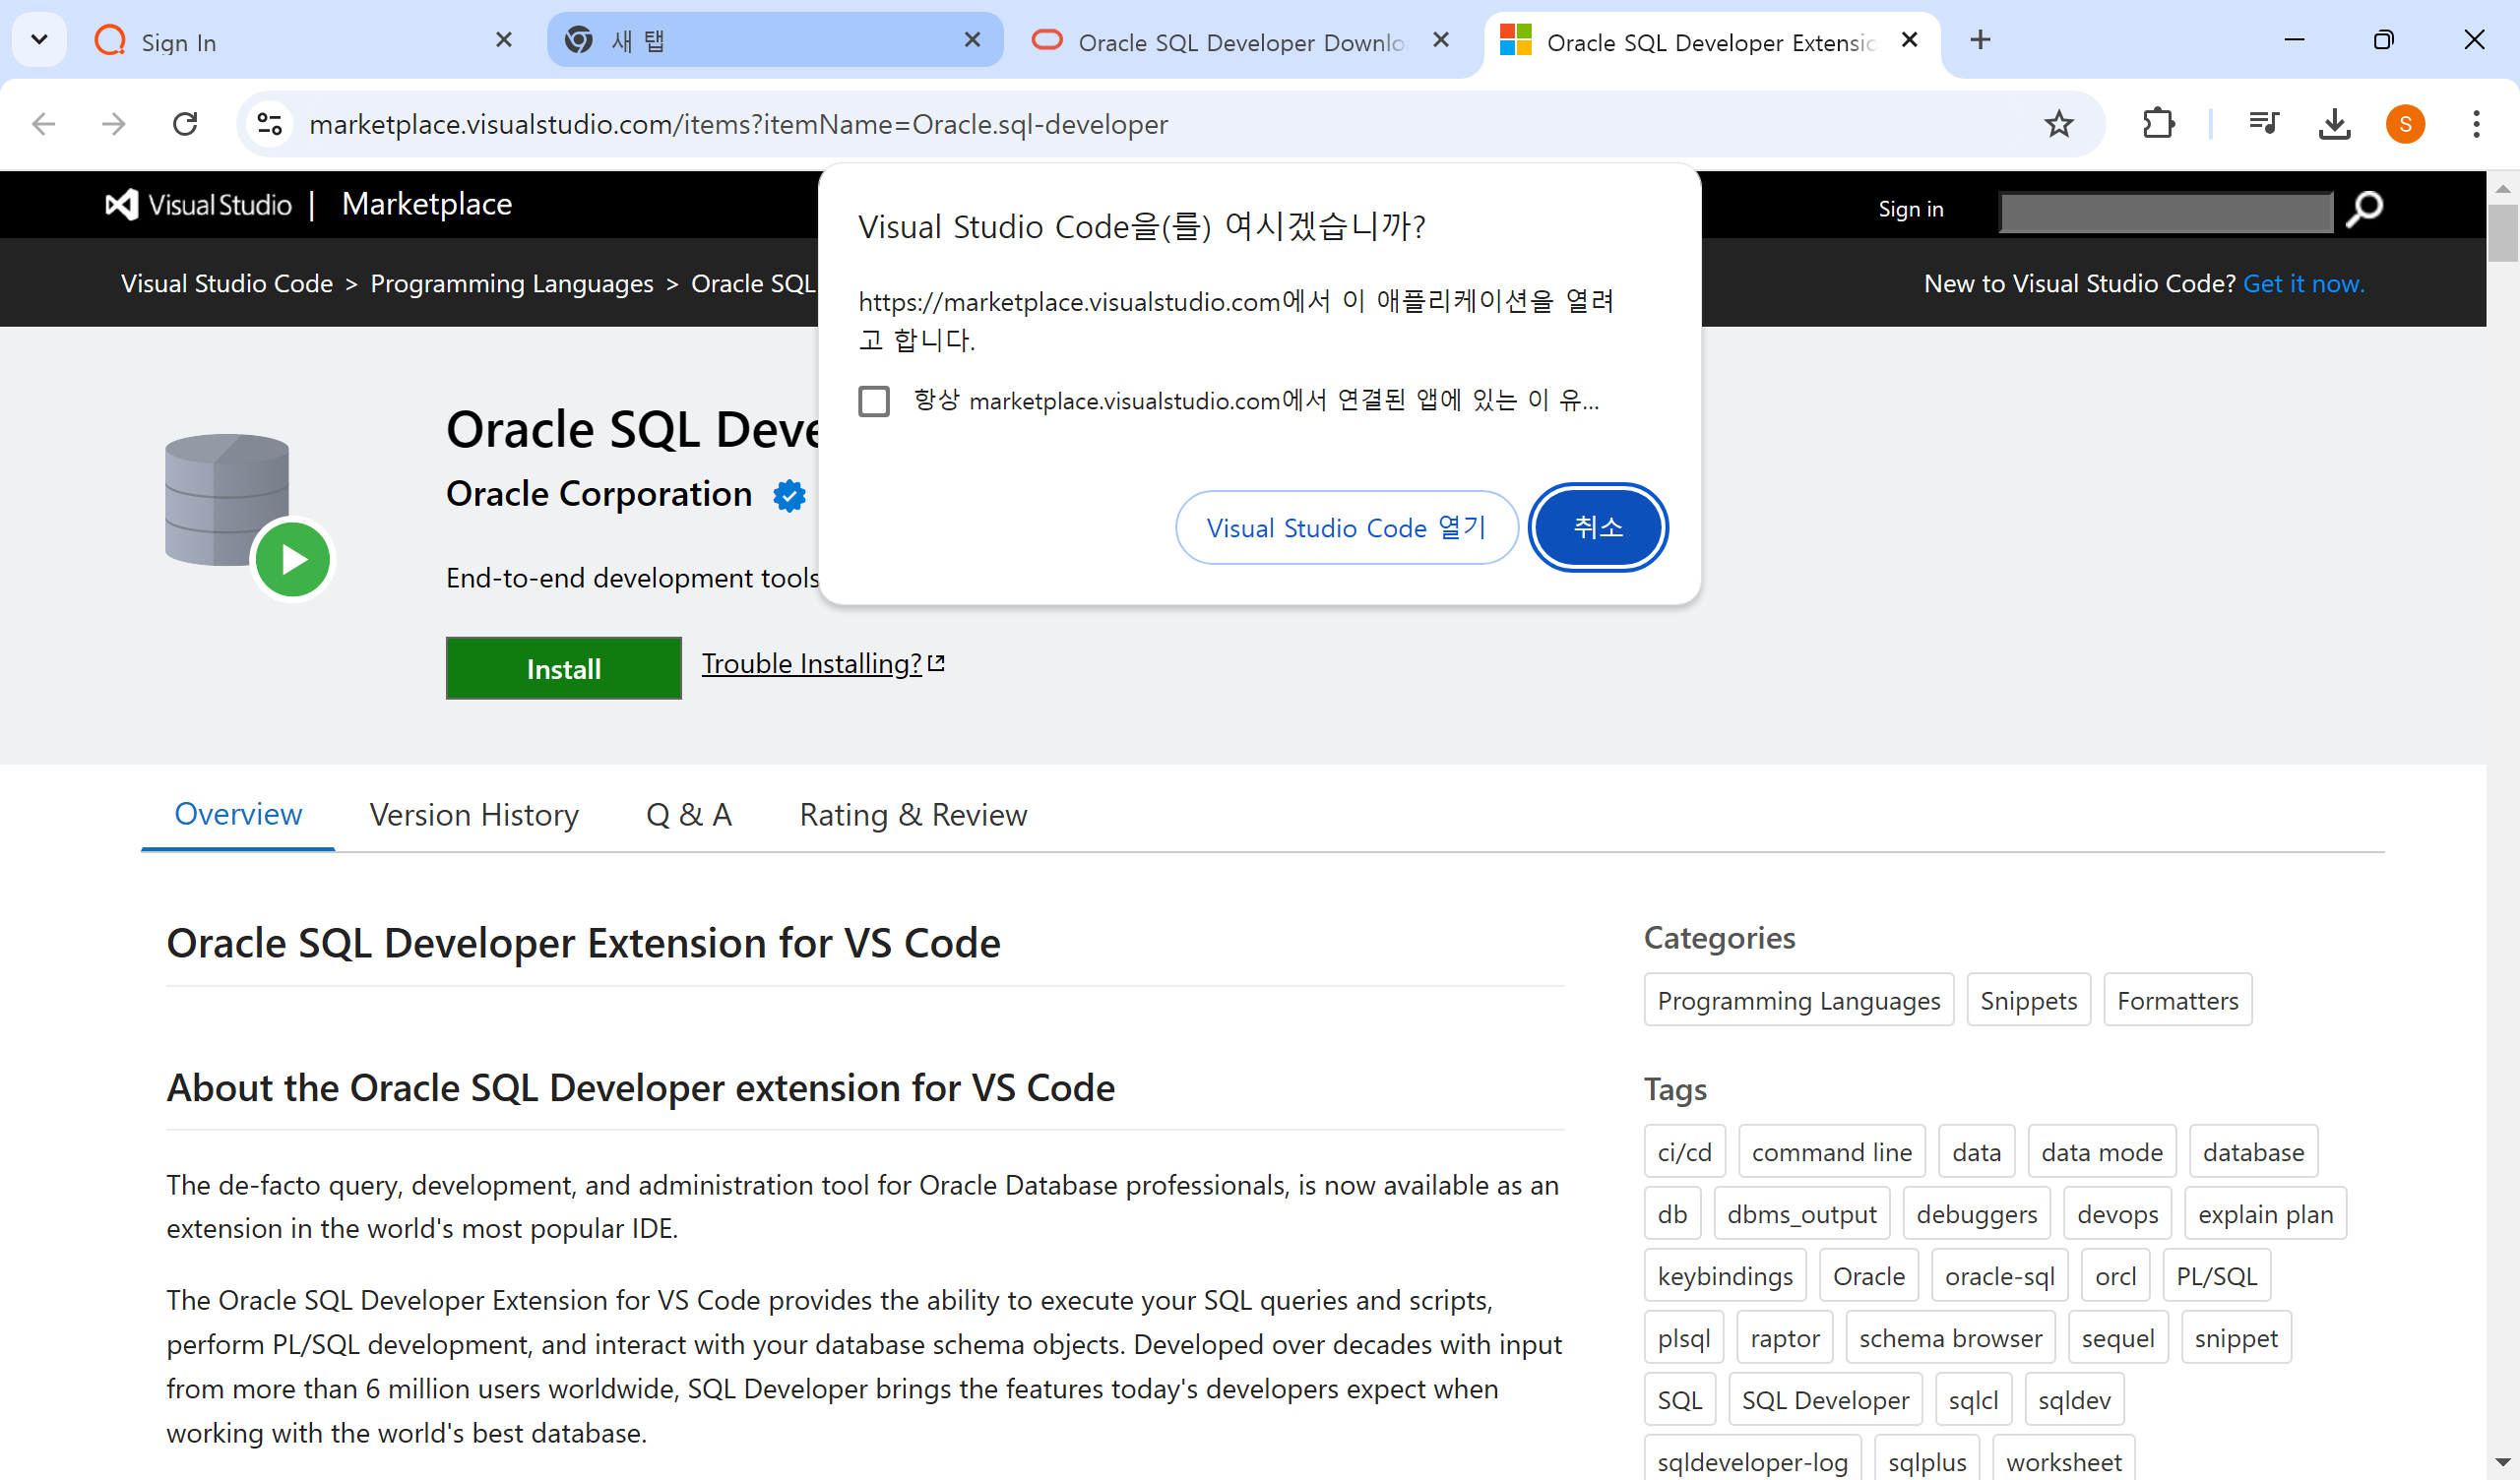 Sign In
새 탭
Oracle SQL Developer Downlo
Oracle SQL Developer Extensio
marketplace.visualstudio.com/items?itemName=Oracle.sql-developer
S
Visual Studio | Marketplace
Sign in
Visual Studio Code > Programming Languages > Oracle SQL
New to Visual Studio Code? Get it now.
Visual Studio Code을(를) 여시겠습니까?
https://marketplace.visualstudio.com에서 이 애플리케이션을 열려
고 합니다.
항상 marketplace.visualstudio.com에서 연결된 앱에 있는 이 유...
Visual Studio Code 열기
취소
Oracle SQL Deve
Oracle Corporation
End-to-end development tools
Install
Trouble Installing?
Overview
Version History
Q & A
Rating & Review
Oracle SQL Developer Extension for VS Code
About the Oracle SQL Developer extension for VS Code
The de-facto query, development, and administration tool for Oracle Database professionals, is now available as an
extension in the world's most popular IDE.
The Oracle SQL Developer Extension for VS Code provides the ability to execute your SQL queries and scripts,
perform PL/SQL development, and interact with your database schema objects. Developed over decades with input
from more than 6 million users worldwide, SQL Developer brings the features today's developers expect when
working with the world's best database.
Categories
Programming Languages Snippets Formatters
Tags
ci/cd command line data data mode database
db dbms_output debuggers devops explain plan
keybindings Oracle oracle-sql orcl PL/SQL
plsql raptor schema browser sequel snippet
SQL SQL Developer sqlcl sqldev
sqldeveloper-log sqlplus worksheet